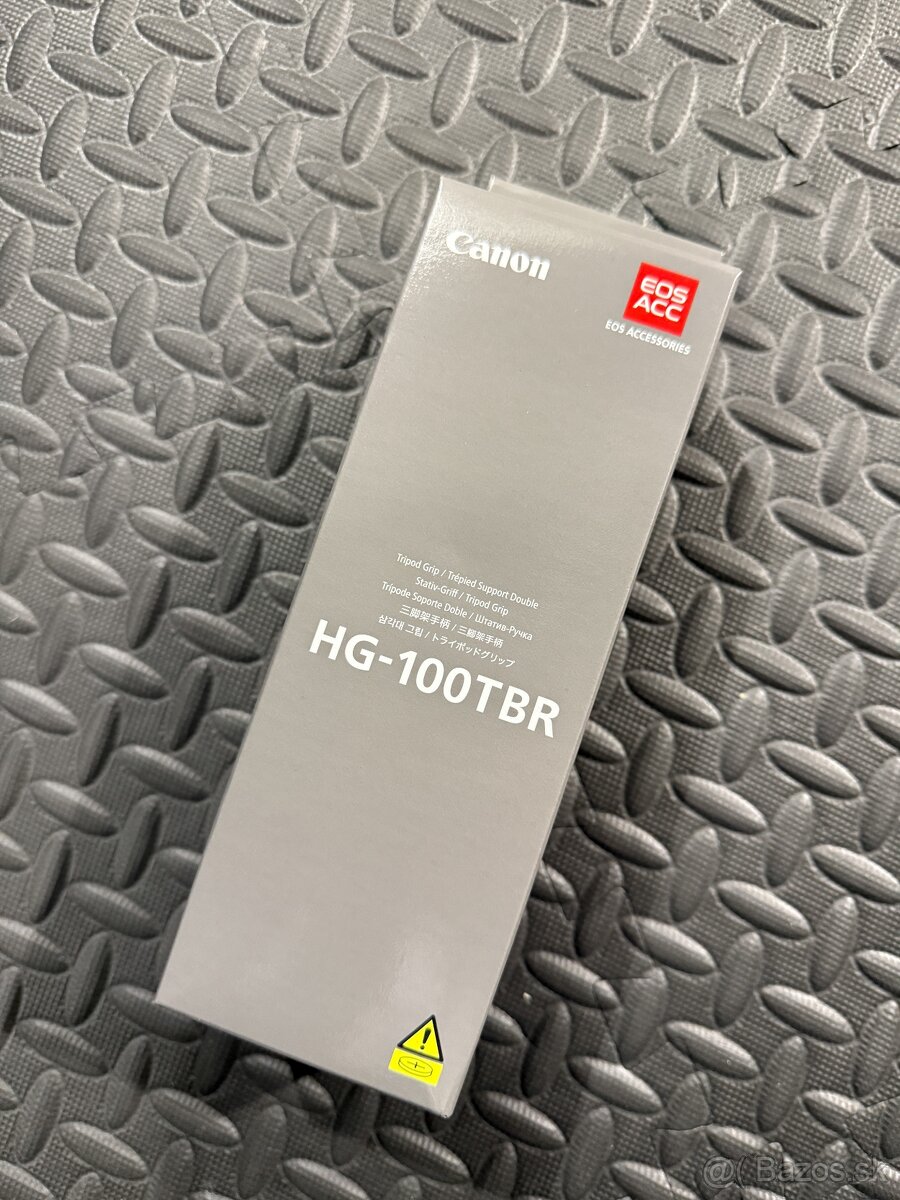 Canon
EOS
ACC
EOS ACCESSORIES
Tripod Grip / Trépied Support Double
Stativ-Griff / Tripod Grip
Trípode Soporte Doble / Штатив-Ручка
三脚架手柄 / 三腳架手柄
삼각대 그립 / トライポッドグリップ
HG-100TBR
@( Bazos.sk